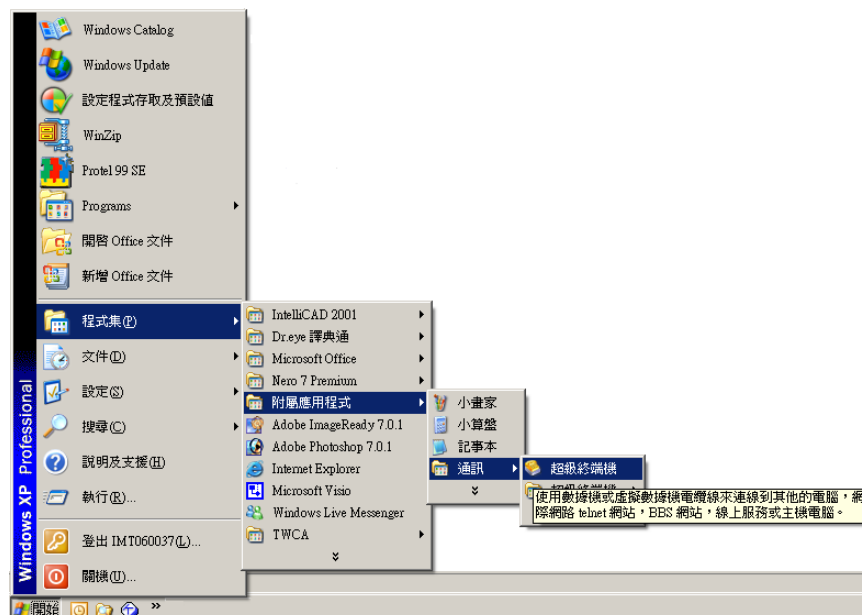 Windows Catalog
Windows Update
設定程式存取及預設值
WinZip
Protel 99 SE
Programs
開啓 Office 文件
新增 Office 文件
程式集(P)
文件(D)
設定(S)
搜尋(C)
說明及支援(H)
執行(R)...
登出 IMT060037(L)...
關機(U)...
Windows XP Professional
IntelliCAD 2001
Dr.eye 譯典通
Microsoft Office
Nero 7 Premium
附屬應用程式
Adobe ImageReady 7.0.1
Adobe Photoshop 7.0.1
Internet Explorer
Microsoft Visio
Windows Live Messenger
TWCA
小畫家
小算盤
記事本
通訊
超級終端機
使用數據機或虛擬數據機電纜線來連線到其他的電腦，網
際網路 telnet 網站，BBS 網站，線上服務或主機電腦。
開始